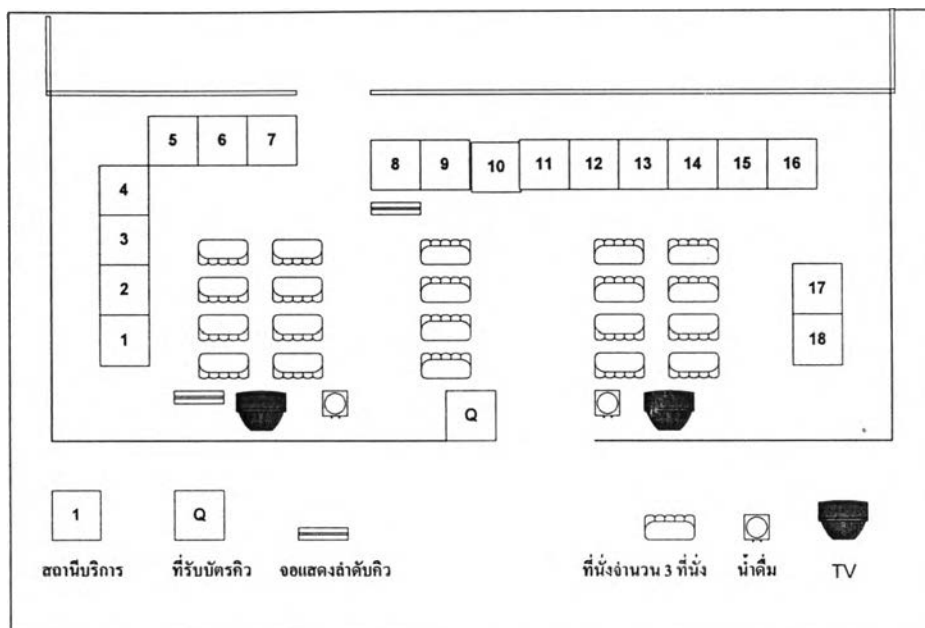 5 6 7
8 9 10 11 12 13 14 15 16
4
3
2
1
17
18
Q
1
Q
สถานีบริการ
ที่รับบัตรคิว
จอแสดงลำดับคิว
ที่นั่งจำนวน 3 ที่นั่ง
น้ำดื่ม
TV